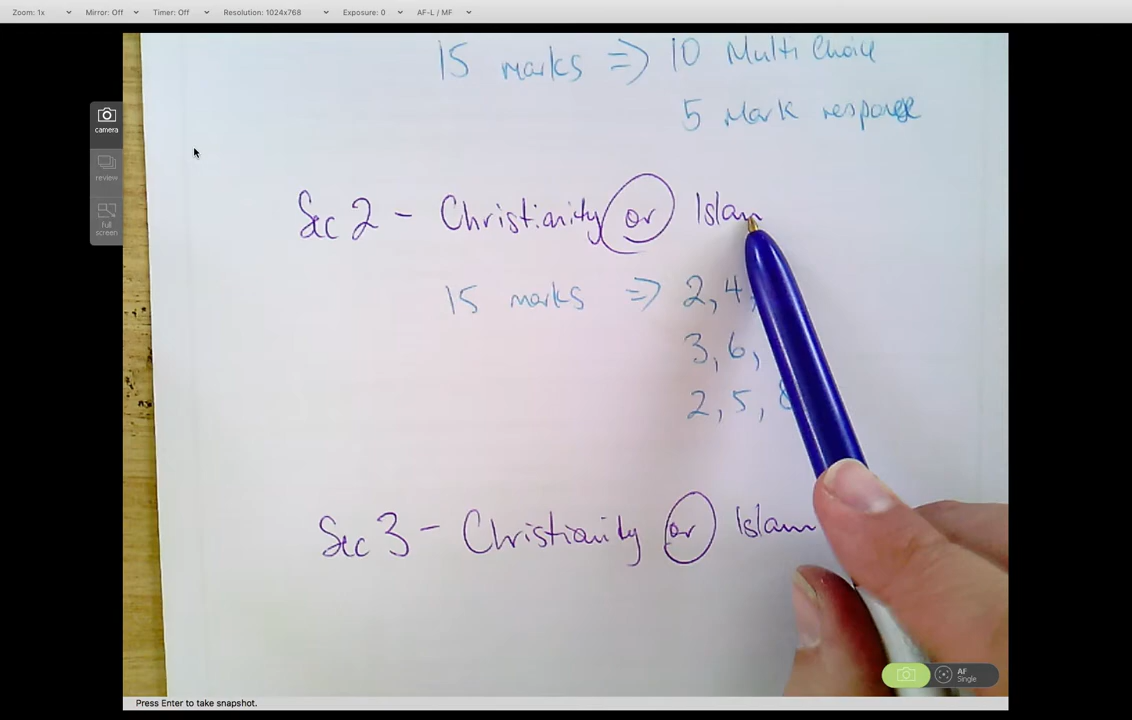 Zoom: 1x Mirror: Off Timer: Off Resolution: 1024x768 Exposure: 0 AF-L / MF
15 marks => 10 Multi Choice
5 Mark response
camera
review
full screen
Sec 2 - Christianity or Islam
15 marks => 2, 4,
3, 6,
2, 5, 8
Sec 3 - Christianity or Islam
AF
Single
Press Enter to take snapshot.